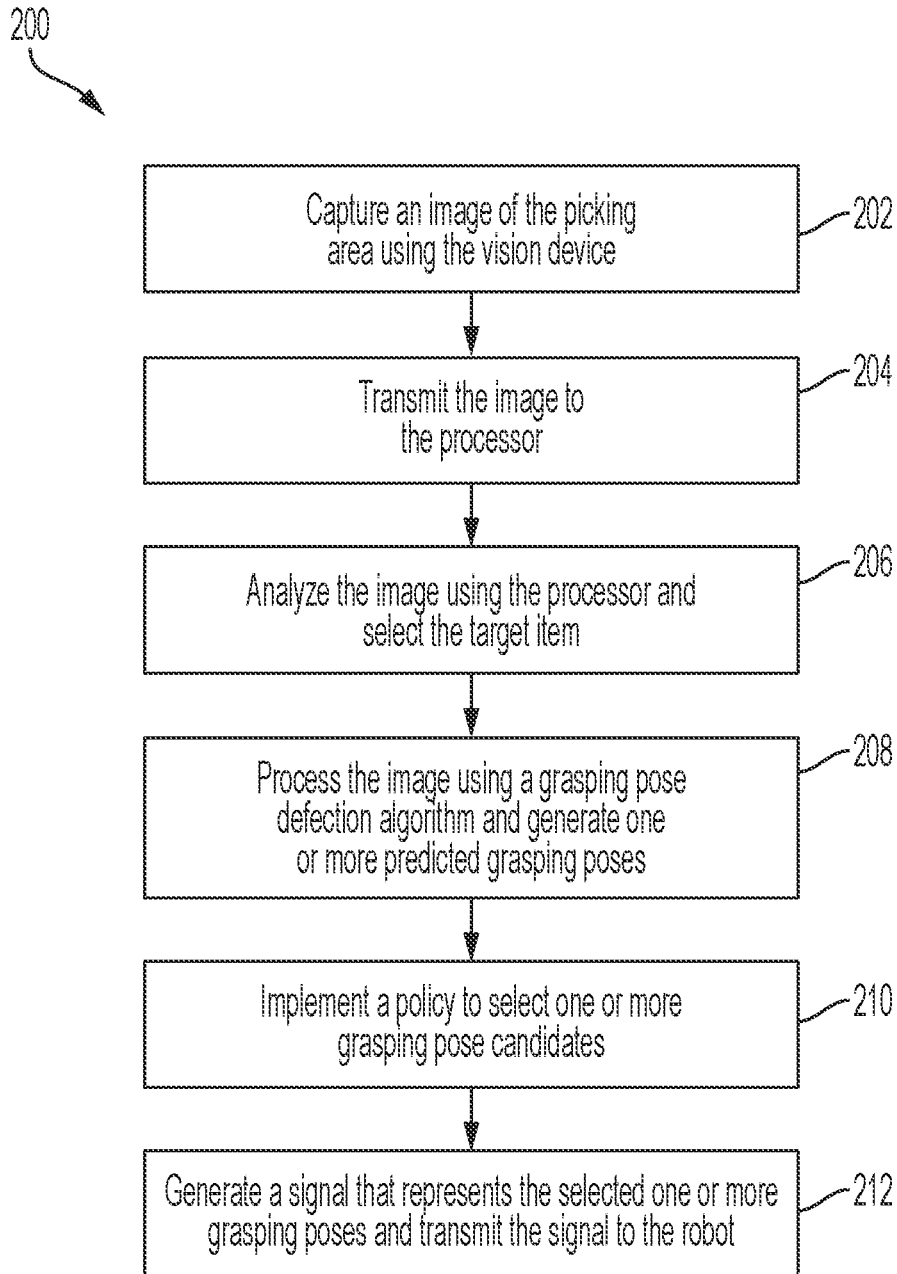 200
Capture an image of the picking
area using the vision device
202
Transmit the image to
the processor
204
Analyze the image using the processor and
select the target item
206
Process the image using a grasping pose
defection algorithm and generate one
or more predicted grasping poses
208
Implement a policy to select one or more
grasping pose candidates
210
Generate a signal that represents the selected one or more
grasping poses and transmit the signal to the robot
212